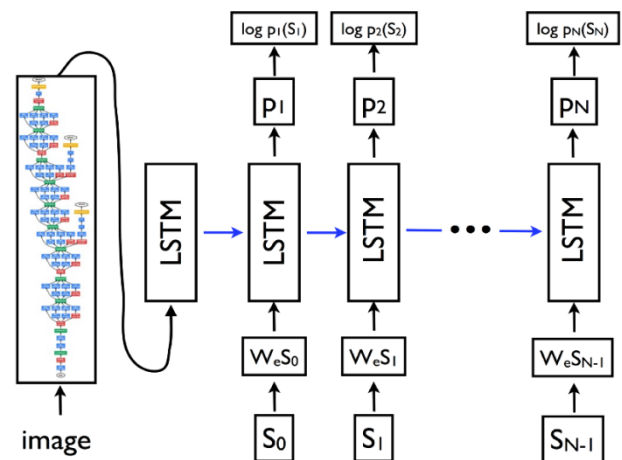 log p₁(S₁) log p₂(S₂) log pN(SN)
p₁ p₂ pN
LSTM LSTM LSTM ••• LSTM
WₑS₀ WₑS₁ WₑSN-1
image S₀ S₁ SN-1